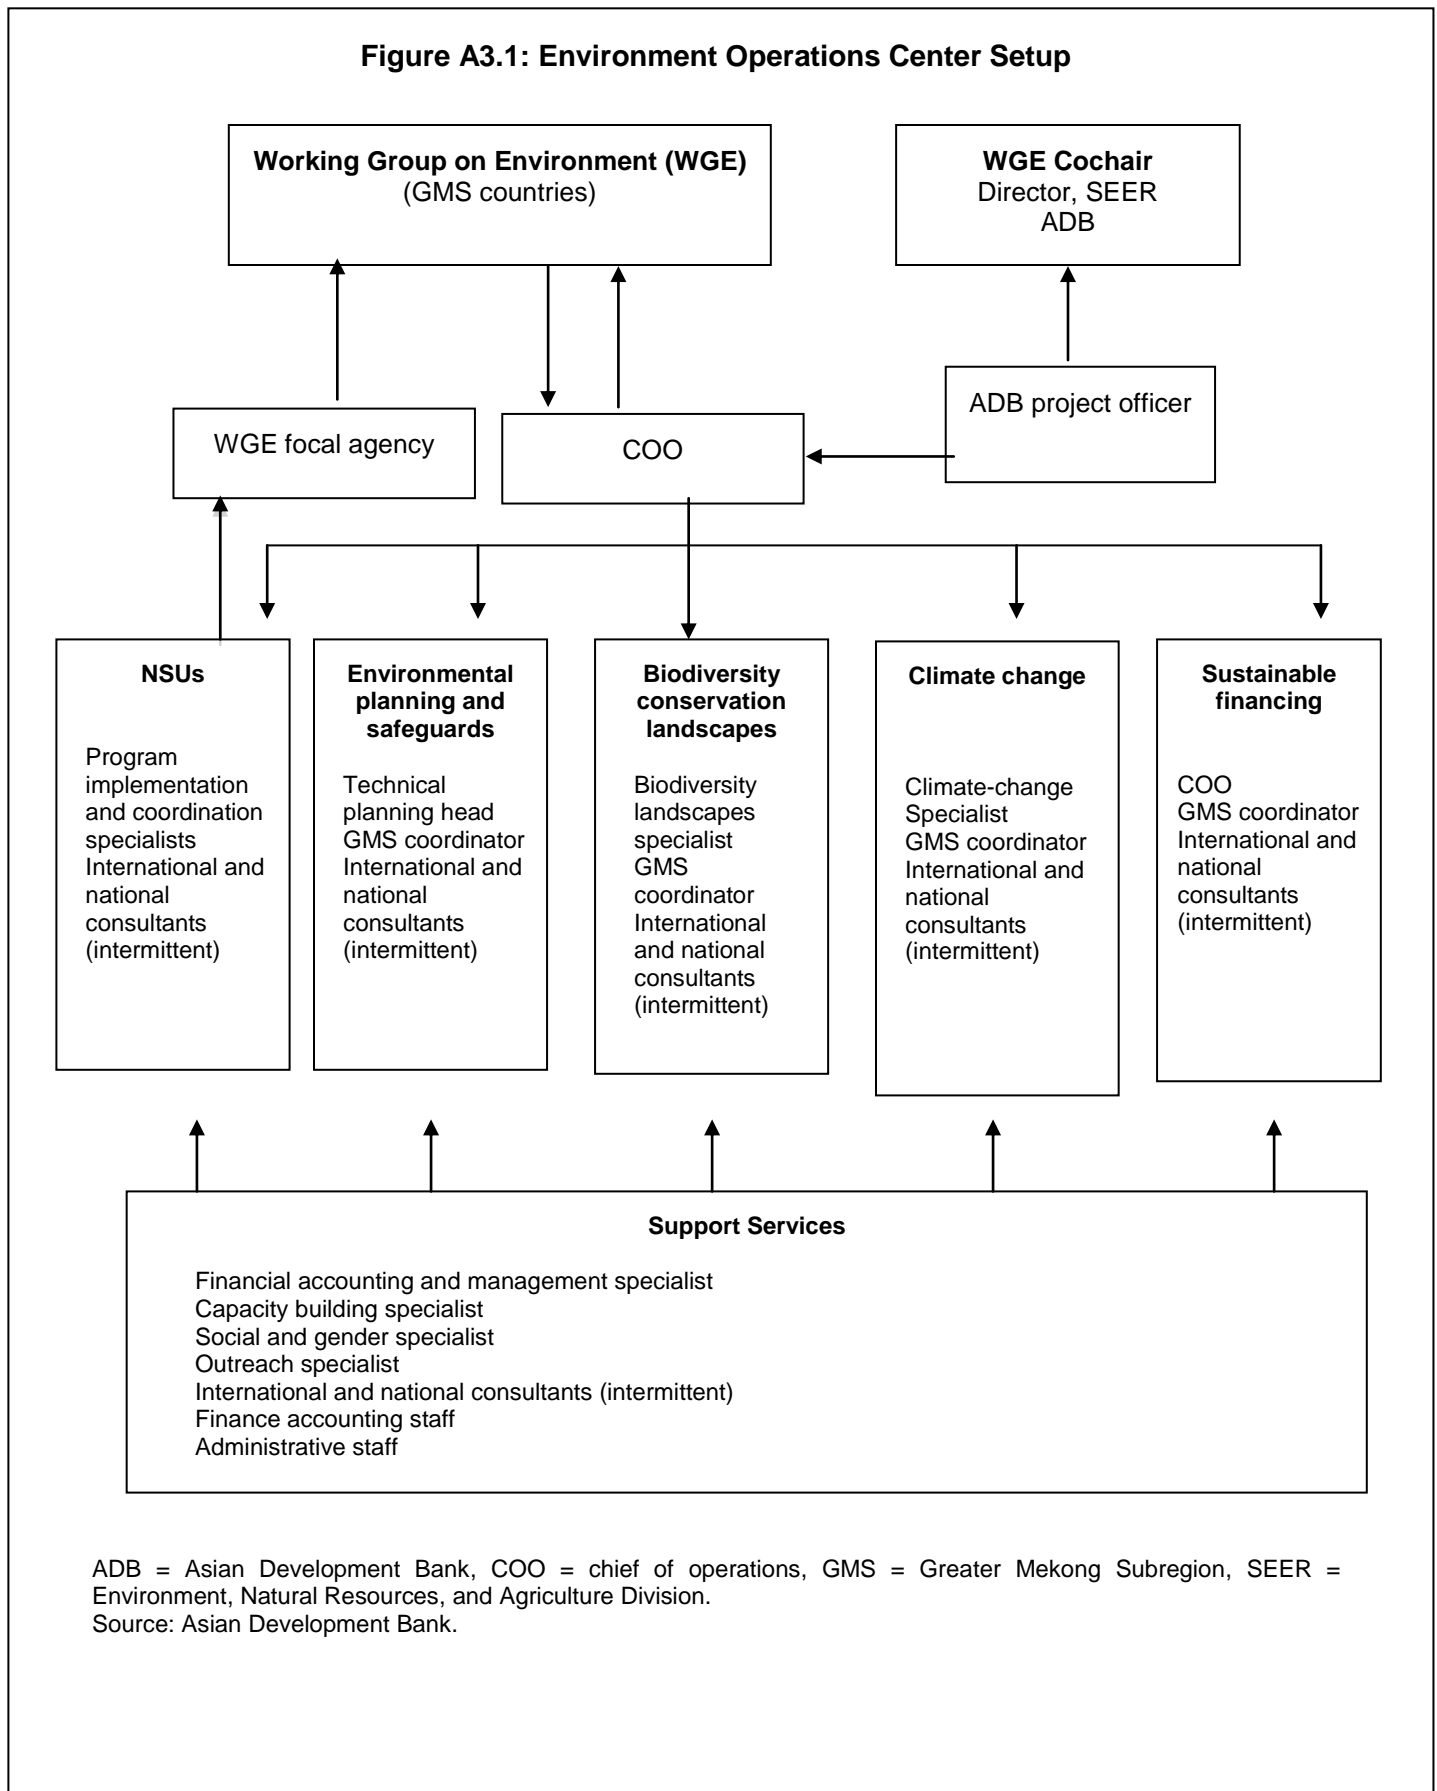 Figure A3.1: Environment Operations Center Setup
Working Group on Environment (WGE)
(GMS countries)
WGE Cochair
Director, SEER
ADB
ADB project officer
WGE focal agency
COO
NSUs
Program
implementation
and coordination
specialists
International and
national
consultants
(intermittent)
Environmental
planning and
safeguards
Technical
planning head
GMS coordinator
International and
national
consultants
(intermittent)
Biodiversity
conservation
landscapes
Biodiversity
landscapes
specialist
GMS
coordinator
International
and national
consultants
(intermittent)
Climate change
Climate-change
Specialist
GMS coordinator
International and
national
consultants
(intermittent)
Sustainable
financing
COO
GMS coordinator
International and
national
consultants
(intermittent)
Support Services
Financial accounting and management specialist
Capacity building specialist
Social and gender specialist
Outreach specialist
International and national consultants (intermittent)
Finance accounting staff
Administrative staff
ADB = Asian Development Bank, COO = chief of operations, GMS = Greater Mekong Subregion, SEER =
Environment, Natural Resources, and Agriculture Division.
Source: Asian Development Bank.